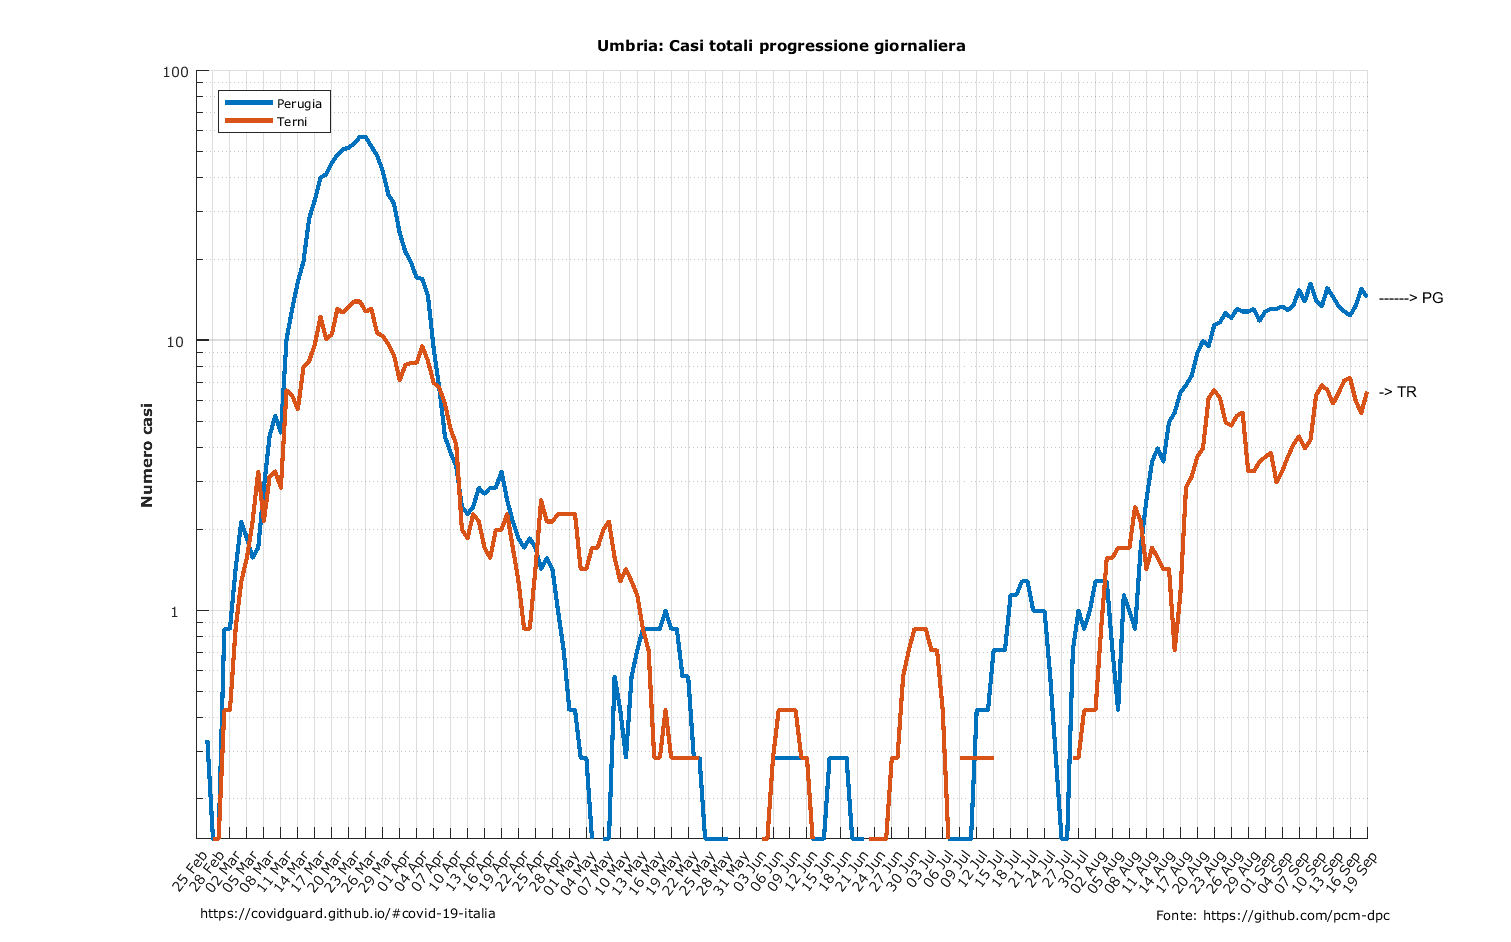 Umbria: Casi totali progressione giornaliera
100
10
1
Numero casi
Perugia
Terni
------> PG
-> TR
25 Feb
28 Feb
02 Mar
05 Mar
08 Mar
11 Mar
14 Mar
17 Mar
20 Mar
23 Mar
26 Mar
29 Mar
01 Apr
04 Apr
07 Apr
10 Apr
13 Apr
16 Apr
19 Apr
22 Apr
25 Apr
28 Apr
01 May
04 May
07 May
10 May
13 May
16 May
19 May
22 May
25 May
28 May
31 May
03 Jun
06 Jun
09 Jun
12 Jun
15 Jun
18 Jun
21 Jun
24 Jun
27 Jun
30 Jun
03 Jul
06 Jul
09 Jul
12 Jul
15 Jul
18 Jul
21 Jul
24 Jul
27 Jul
30 Jul
02 Aug
05 Aug
08 Aug
11 Aug
14 Aug
17 Aug
20 Aug
23 Aug
26 Aug
29 Aug
01 Sep
04 Sep
07 Sep
10 Sep
13 Sep
16 Sep
19 Sep
https://covidguard.github.io/#covid-19-italia
Fonte: https://github.com/pcm-dpc